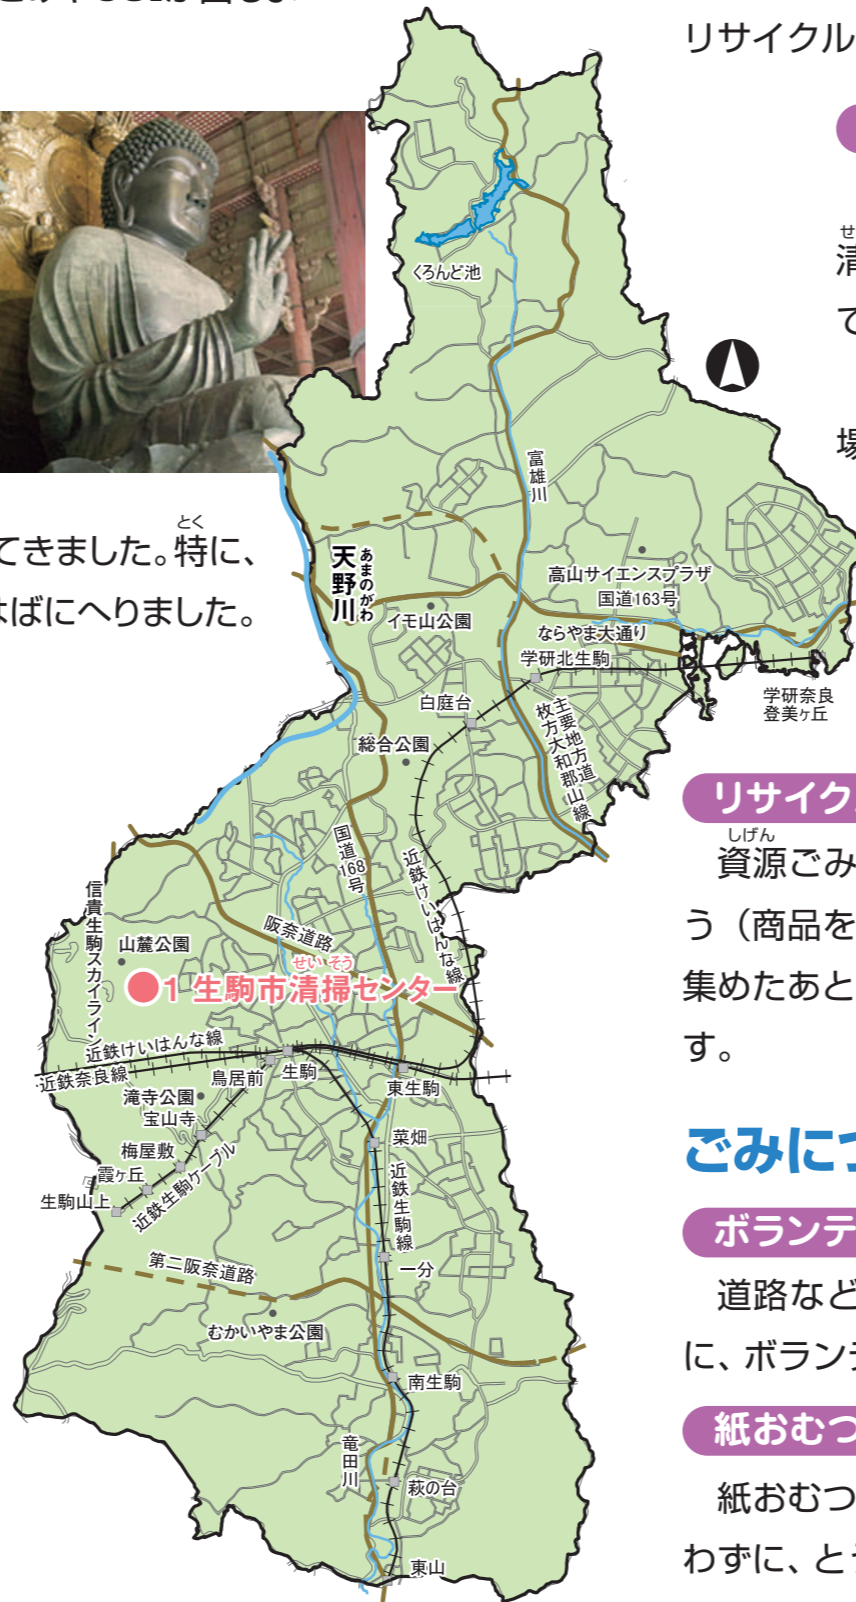 リサイクル
せ
清
て
場
とく
てきました。特に、
はばにへりました。
くろんど池
富雄川
あまのがわ
天野川
高山サイエンスプラザ
国道163号
イモ山公園
ならやま大通り
学研北生駒
白庭台
学研奈良
登美ヶ丘
総合公園
主要地方道
枚方大和郡山線
国道168号
近鉄けいはんな線
信貴生駒スカイライン
阪奈道路
山麓公園
せい そう
1 生駒市清掃センター
近鉄けいはんな線
近鉄奈良線
鳥居前
生駒
東生駒
滝寺公園
宝山寺
菜畑
梅屋敷
霞ヶ丘
近鉄生駒ケーブル
生駒山上
近鉄生駒線
一分
第二阪奈道路
むかいやま公園
南生駒
竜田川
萩の台
東山
リサイク
しげん
資源ごみ
う（商品を
集めたあと
す。
ごみにつ
ボランテ
道路など
に、ボラン
紙おむつ
紙おむつ
わずに、と